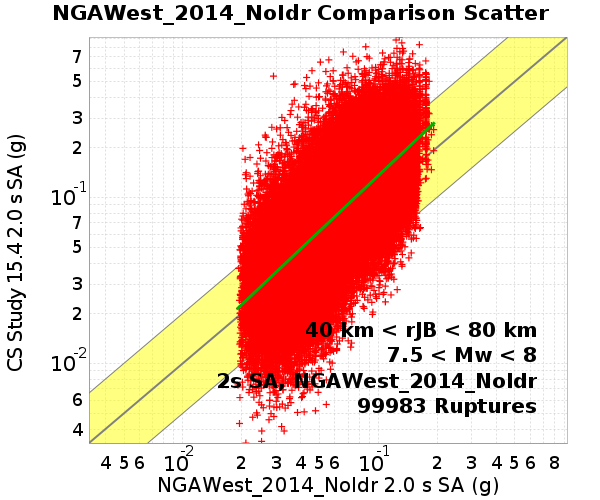 NGAWest_2014_NoIdr Comparison Scatter
CS Study 15.4 2.0 s SA (g)
7
5
3
2
10-1
7
5
3
2
10-2
6
4
40 km < rJB < 80 km
7.5 < Mw < 8
2s SA, NGAWest_2014_NoIdr
99983 Ruptures
4 5 6 10-2 2 3 4 5 6 10-1 2 3 4 5 6 8
NGAWest_2014_NoIdr 2.0 s SA (g)